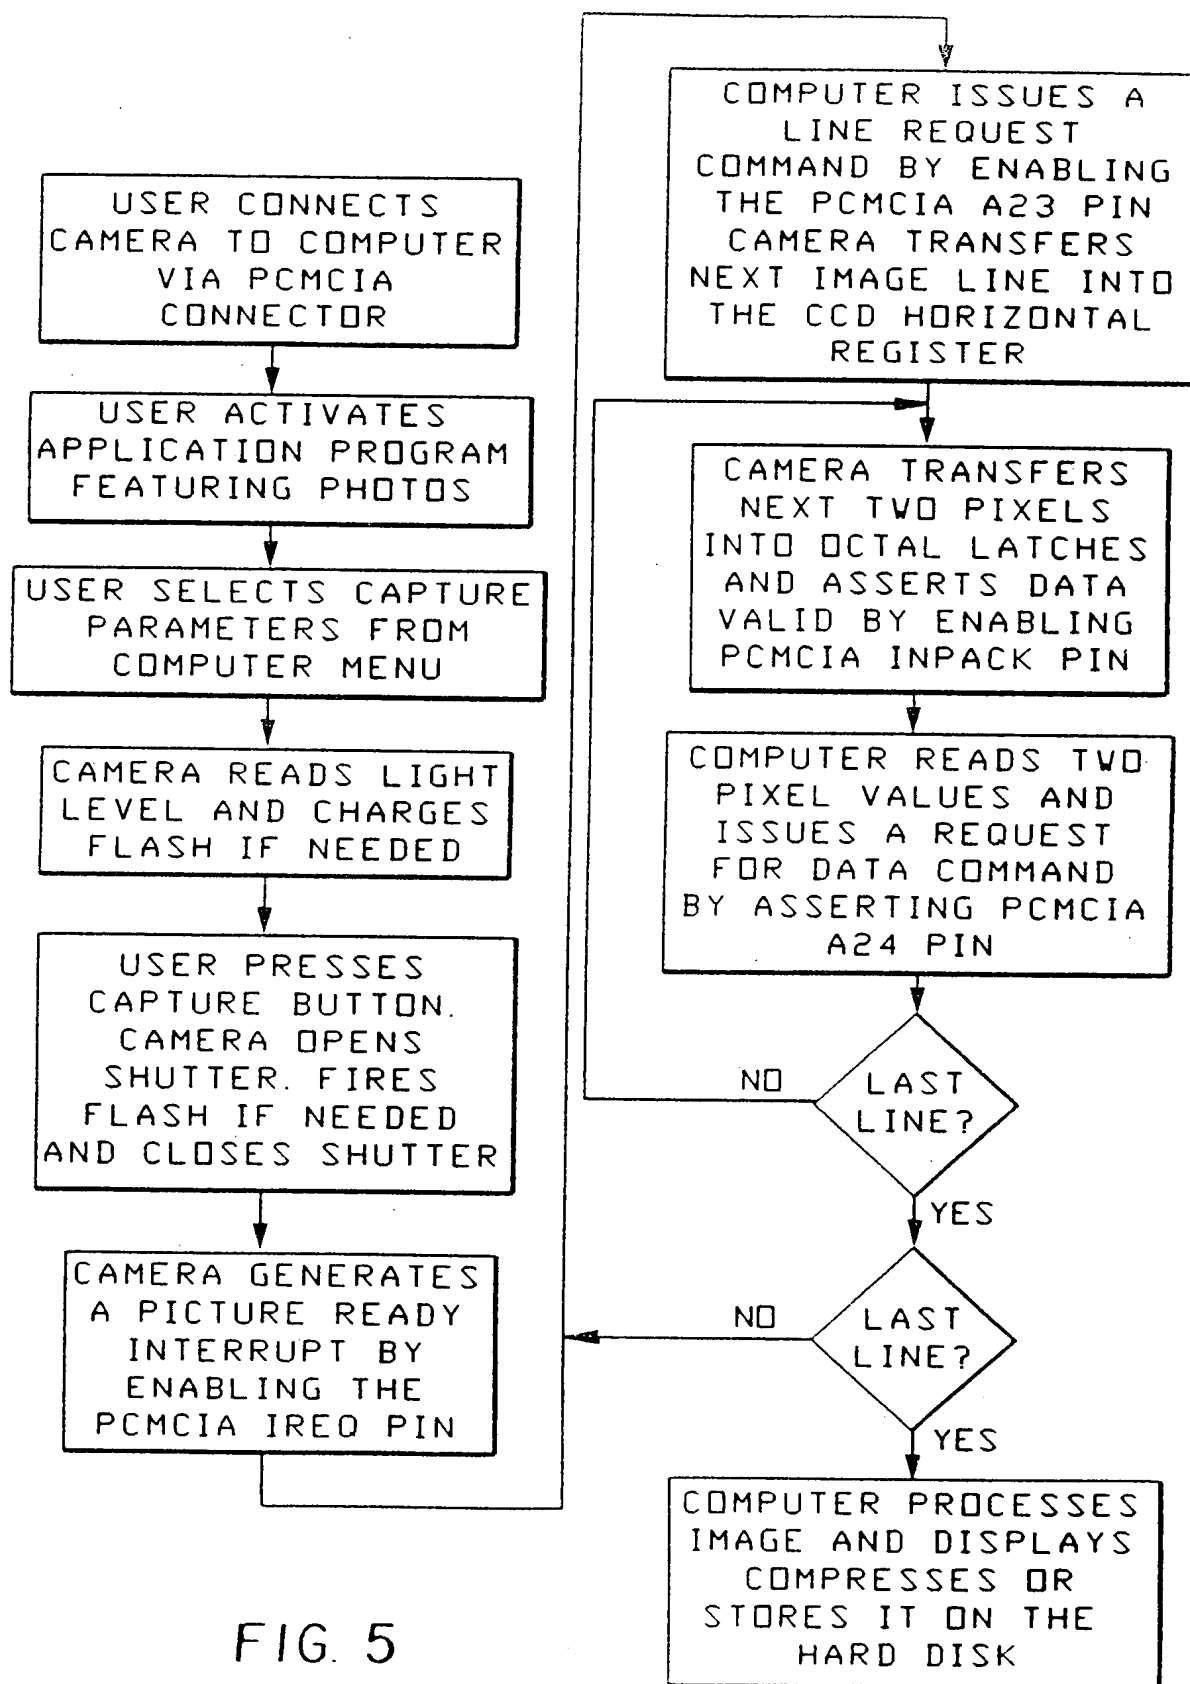 USER CONNECTS
CAMERA TO COMPUTER
VIA PCMCIA
CONNECTOR
USER ACTIVATES
APPLICATION PROGRAM
FEATURING PHOTOS
USER SELECTS CAPTURE
PARAMETERS FROM
COMPUTER MENU
CAMERA READS LIGHT
LEVEL AND CHARGES
FLASH IF NEEDED
USER PRESSES
CAPTURE BUTTON.
CAMERA OPENS
SHUTTER. FIRES
FLASH IF NEEDED
AND CLOSES SHUTTER
CAMERA GENERATES
A PICTURE READY
INTERRUPT BY
ENABLING THE
PCMCIA IREQ PIN
COMPUTER ISSUES A
LINE REQUEST
COMMAND BY ENABLING
THE PCMCIA A23 PIN
CAMERA TRANSFERS
NEXT IMAGE LINE INTO
THE CCD HORIZONTAL
REGISTER
CAMERA TRANSFERS
NEXT TWO PIXELS
INTO OCTAL LATCHES
AND ASSERTS DATA
VALID BY ENABLING
PCMCIA INPACK PIN
COMPUTER READS TWO
PIXEL VALUES AND
ISSUES A REQUEST
FOR DATA COMMAND
BY ASSERTING PCMCIA
A24 PIN
NO
LAST
LINE?
YES
NO
LAST
LINE?
YES
COMPUTER PROCESSES
IMAGE AND DISPLAYS
COMPRESSES OR
STORES IT ON THE
HARD DISK
FIG. 5